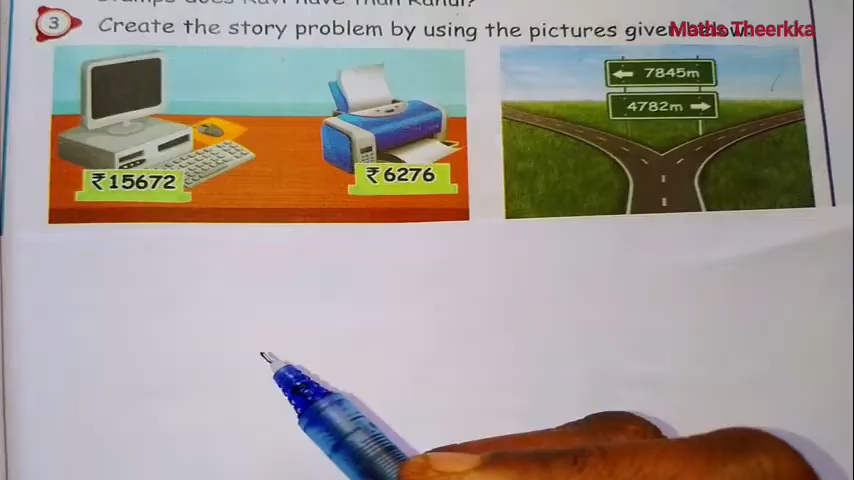 3 Create the story problem by using the pictures given below.
Maths Theerkka
₹15672
₹6276
7845m
4782m